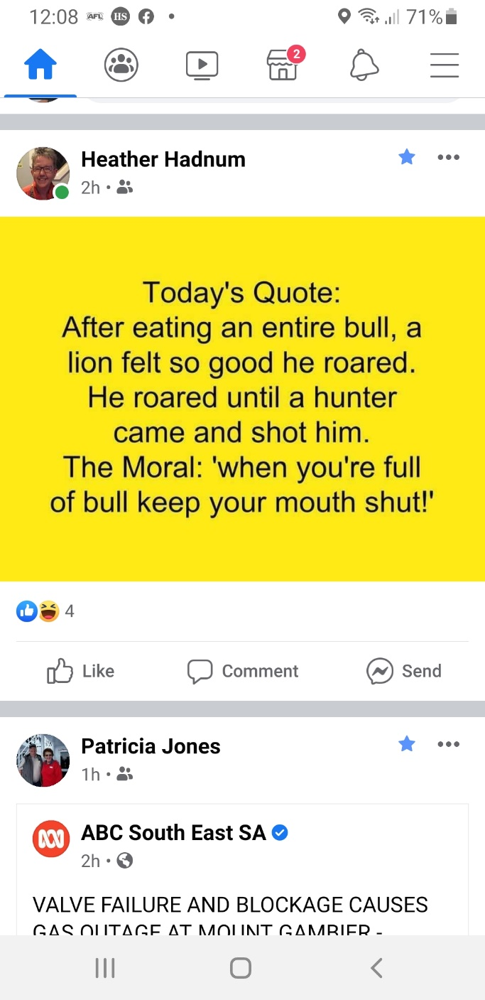 12:08 AFL HS 71%
2
Heather Hadnum
2h
Today's Quote:
After eating an entire bull, a
lion felt so good he roared.
He roared until a hunter
came and shot him.
The Moral: 'when you're full
of bull keep your mouth shut!'
4
Like Comment Send
Patricia Jones
1h
ABC South East SA
2h
VALVE FAILURE AND BLOCKAGE CAUSES
GAS OUTAGE AT MOUNT GAMBIER -